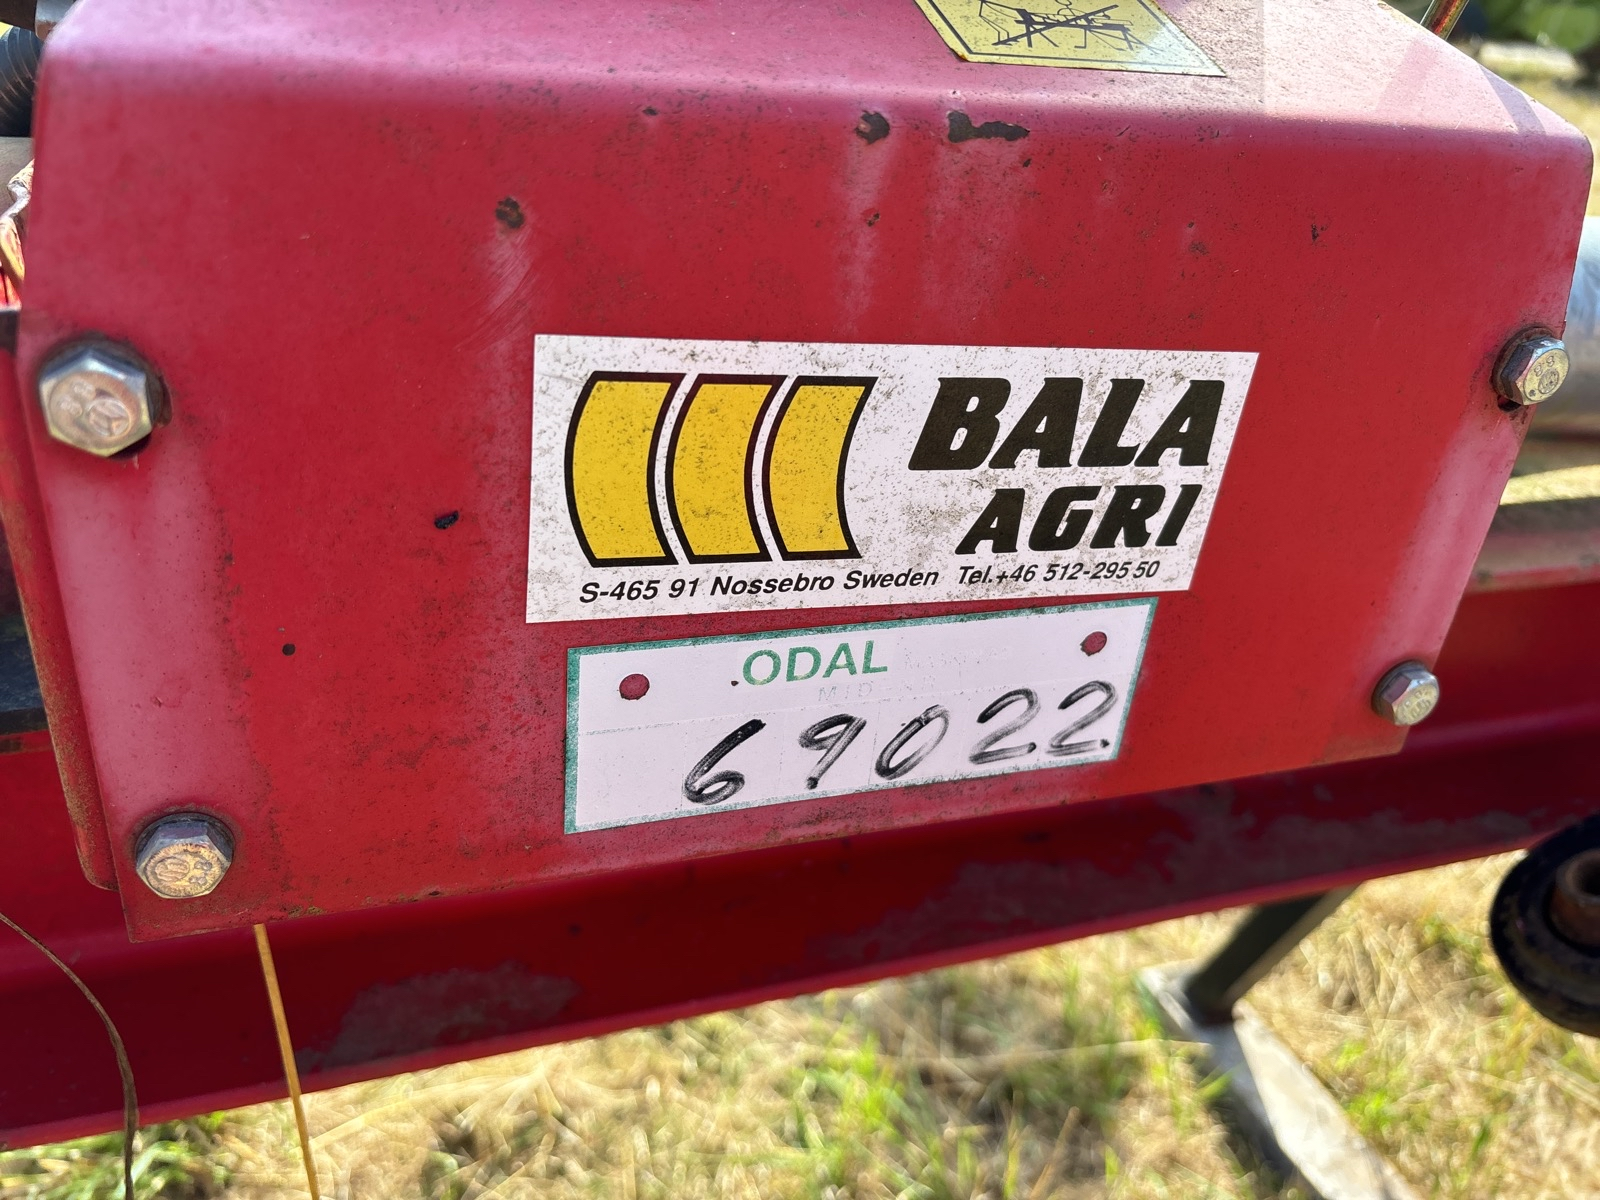 BALA
AGRI
S-465 91 Nossebro Sweden Tel.+46 512-295 50
ODAL
69022